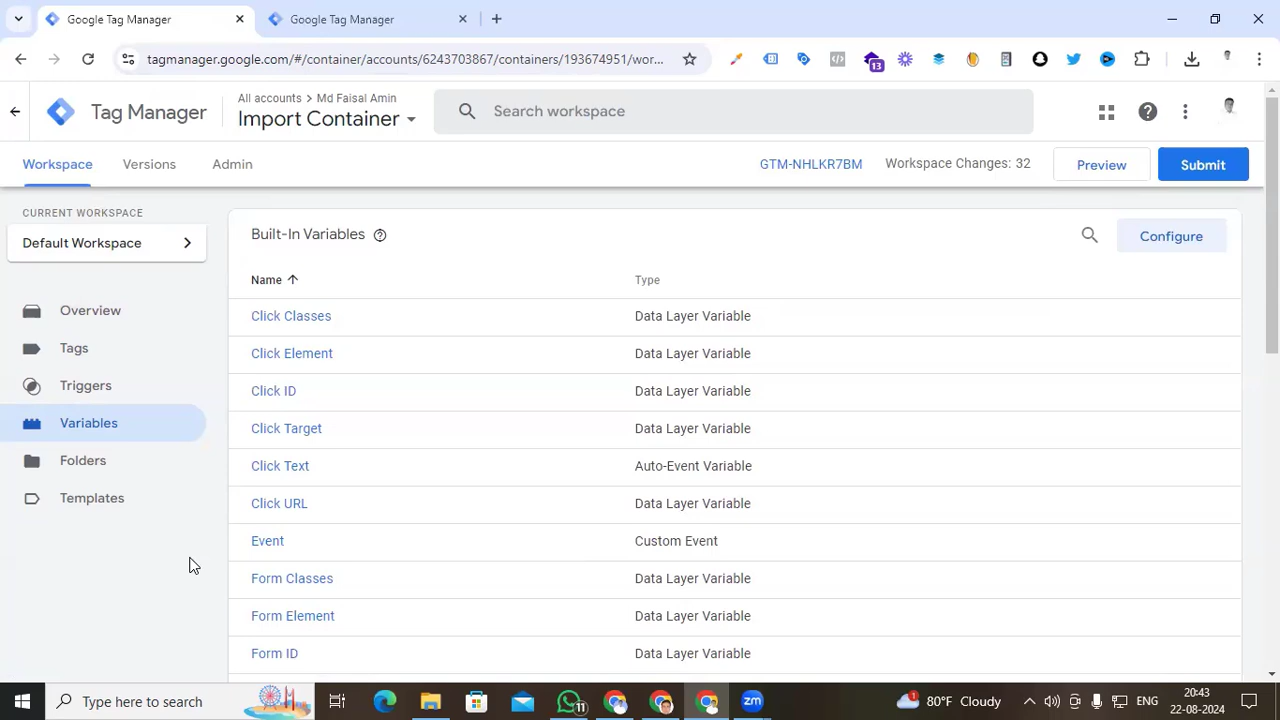 Google Tag Manager
Google Tag Manager
tagmanager.google.com/#/container/accounts/6243703867/containers/193674951/wor...
13
Tag Manager
All accounts > Md Faisal Amin
Import Container
Search workspace
Workspace
Versions
Admin
GTM-NHLKR7BM
Workspace Changes: 32
Preview
Submit
CURRENT WORKSPACE
Default Workspace
Overview
Tags
Triggers
Variables
Folders
Templates
Built-In Variables
Configure
Name Type
Click Classes Data Layer Variable
Click Element Data Layer Variable
Click ID Data Layer Variable
Click Target Data Layer Variable
Click Text Auto-Event Variable
Click URL Data Layer Variable
Event Custom Event
Form Classes Data Layer Variable
Form Element Data Layer Variable
Form ID Data Layer Variable
Type here to search
11
zm
1
80°F Cloudy
ENG
20:43
22-08-2024